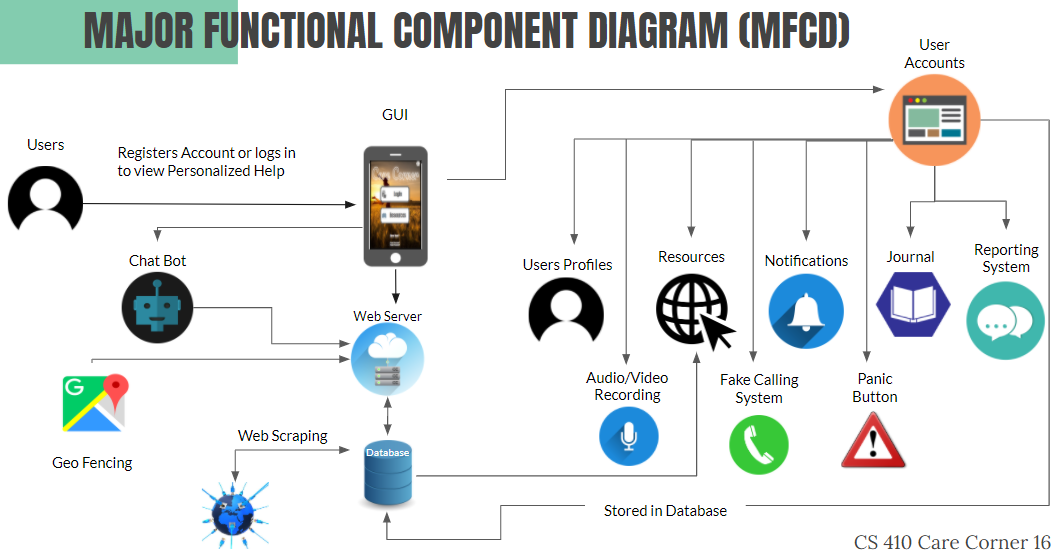 MAJOR FUNCTIONAL COMPONENT DIAGRAM (MFCD)
User
Accounts
GUI
Users
Registers Account or logs in
to view Personalized Help
Chat Bot
Web Server
Users Profiles
Resources
Notifications
Journal
Reporting
System
Audio/Video
Recording
Fake Calling
System
Panic
Button
G
Geo Fencing
Web Scraping
Database
Stored in Database
CS 410 Care Corner 16